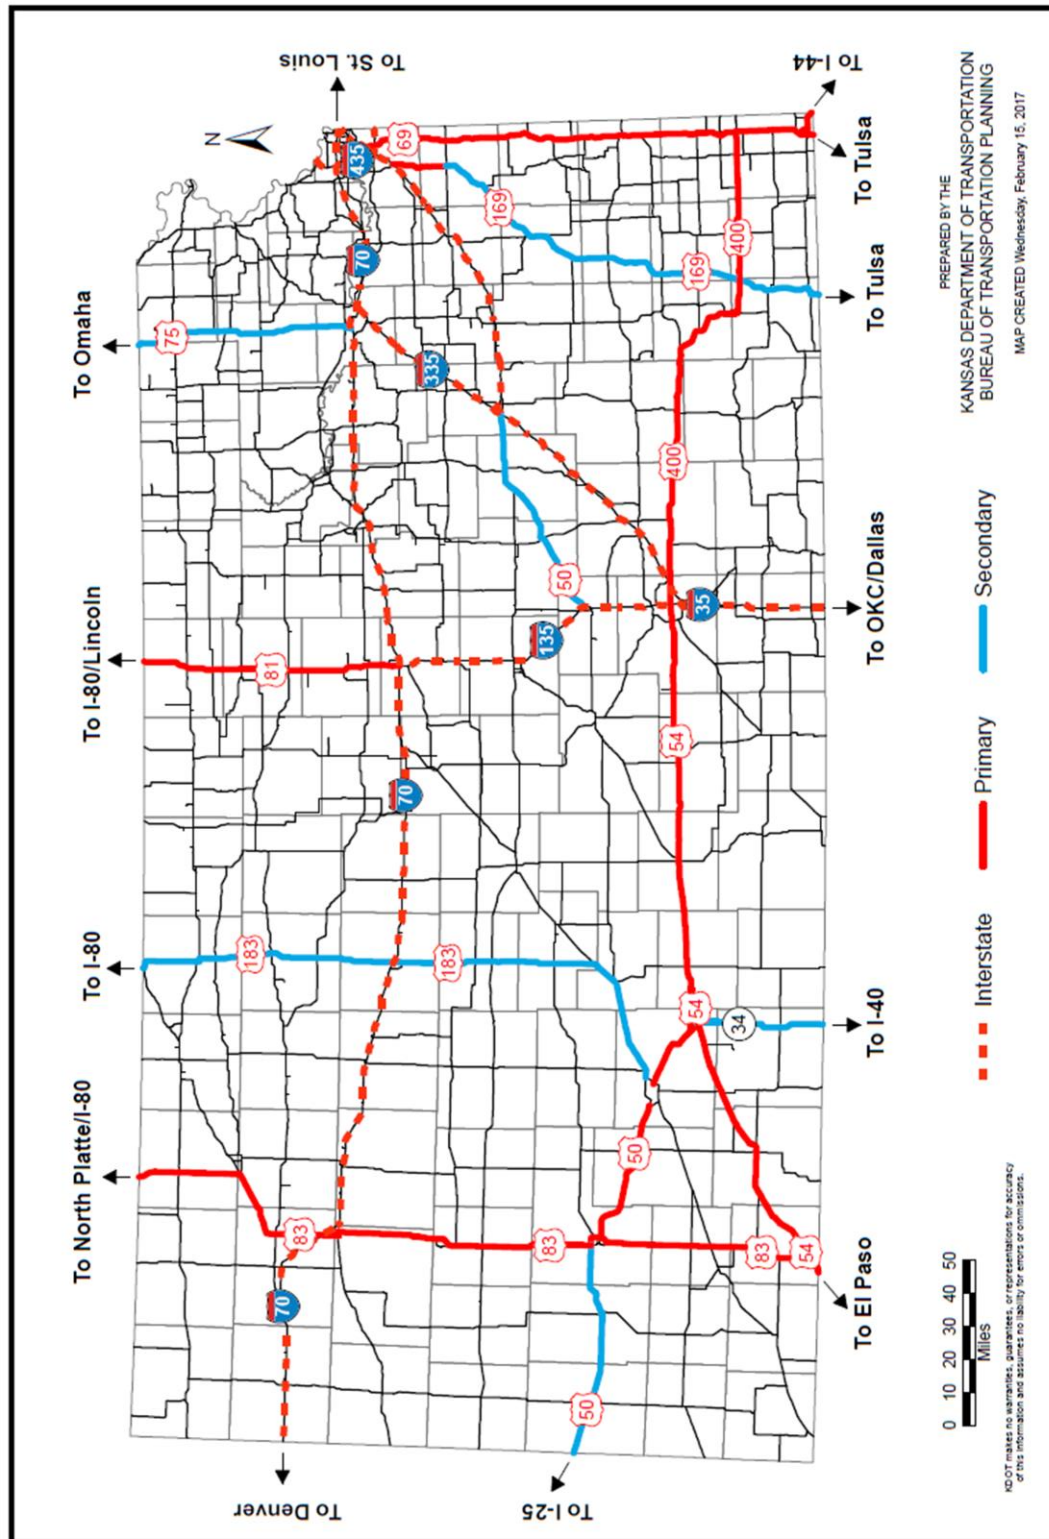 To North Platte/I-80
To I-80
To I-80/Lincoln
To Omaha
N
To Denver
To St. Louis
70
83
183
81
75
70
435
70
69
183
335
83
50
135
50
169
To I-25
50
54
400
169
400
83
54
54
34
35
To El Paso
To I-40
To OKC/Dallas
To Tulsa
To Tulsa
To I-44
0 10 20 30 40 50
Miles
Interstate
Primary
Secondary
PREPARED BY THE
KANSAS DEPARTMENT OF TRANSPORTATION
BUREAU OF TRANSPORTATION PLANNING
MAP CREATED Wednesday, February 15, 2017
KDOT makes no warranties, guarantees, or representations for accuracy
of this information and assumes no liability for errors or ommissions.